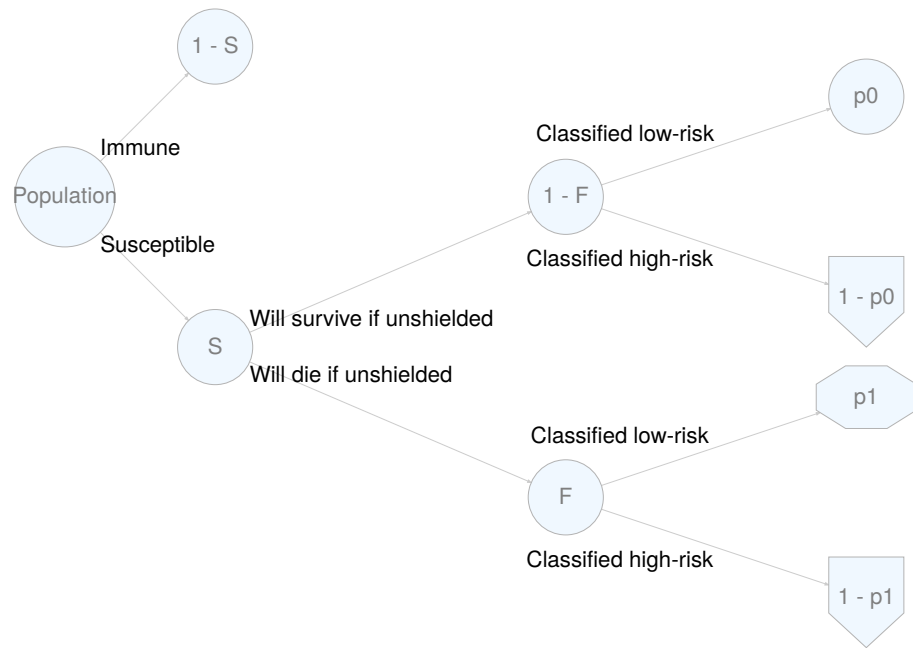 1 - S
p0
Classified low-risk
Immune
Population
1 - F
Susceptible
Classified high-risk
1 - p0
Will survive if unshielded
S
Will die if unshielded
p1
Classified low-risk
F
Classified high-risk
1 - p1